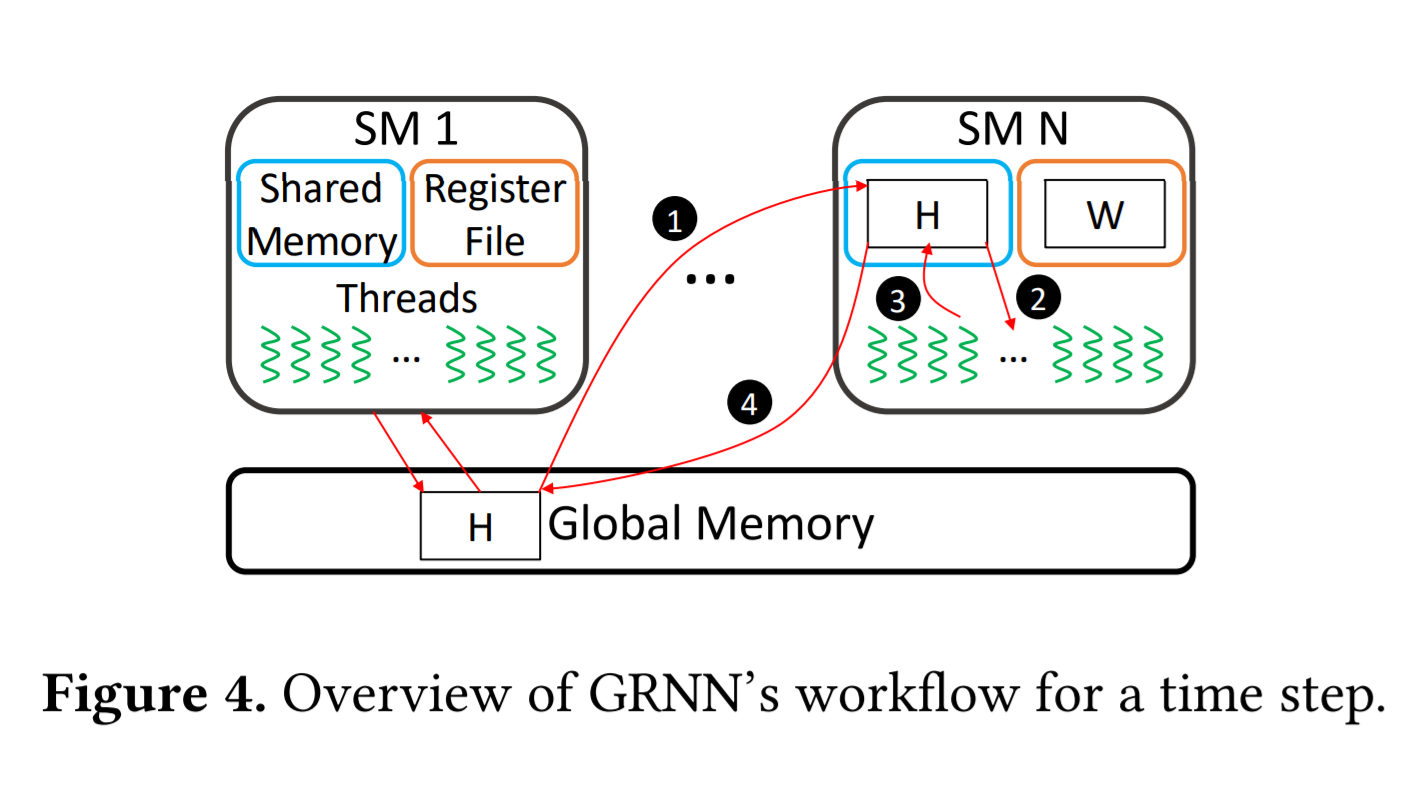 SM 1
Shared
Memory
Register
File
Threads
...
1
...
4
SM N
H
W
3
2
...
H
Global Memory
Figure 4. Overview of GRNN’s workflow for a time step.